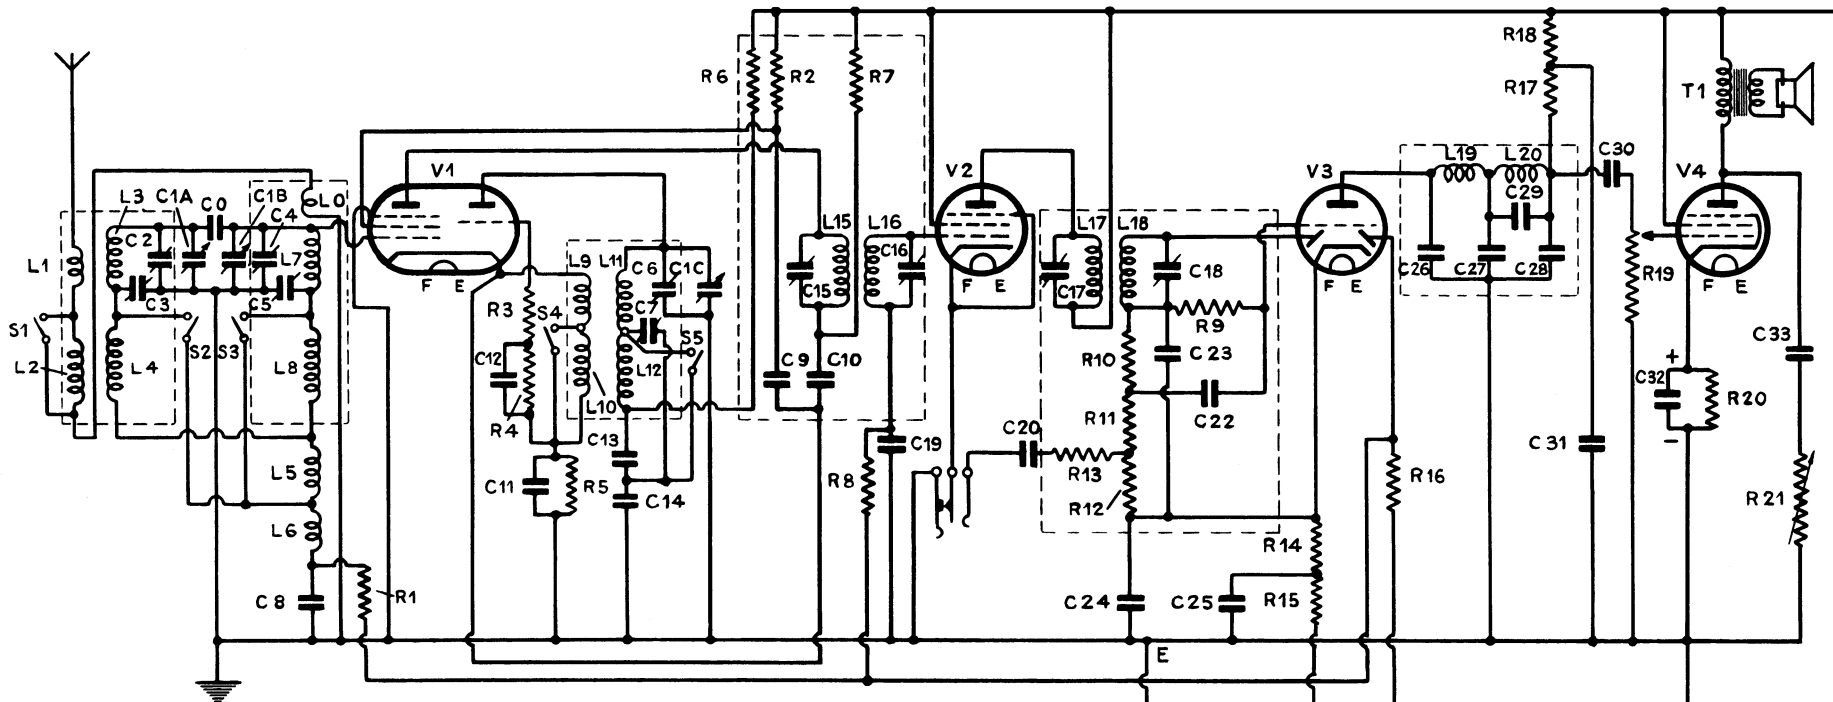 R18
R6
R2
R7
R17
T1
V1
V2
V3
L19
L20
C30
V4
L3
C1A
C0
C1B
C4
L0
C29
C2
L7
L15
L16
L17
L18
L1
C3
C5
F
E
L9
L11
C6
C1C
C16
C15
F
E
C17
C18
F
E
C26
C27
C28
R19
F
E
S1
S2
S3
R3
S4
C7
S5
R9
L2
L4
L8
C12
L12
C9
C10
R10
C23
C33
R4
L10
C22
+
C32
R20
-
R11
C13
C19
C20
R13
C31
L5
C11
R5
C14
R8
R12
R16
R21
L6
R14
C8
R1
C24
C25
R15
E